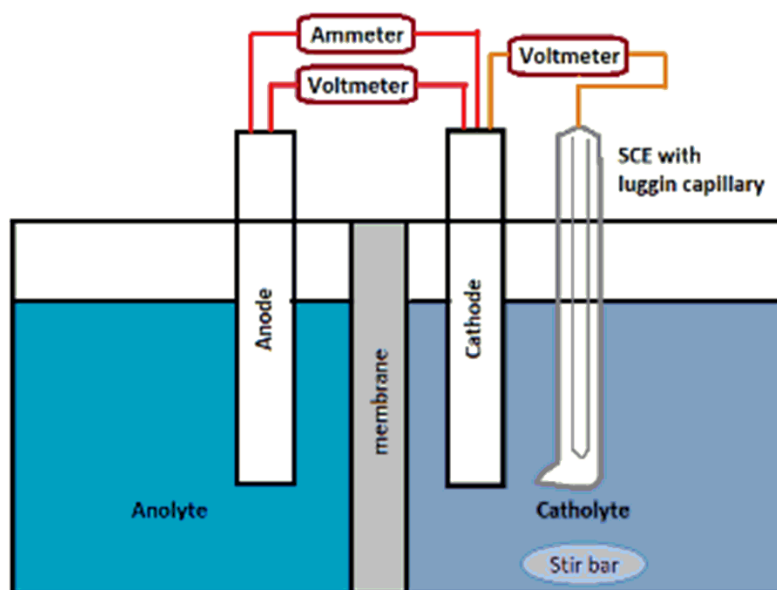 Ammeter
Voltmeter
Voltmeter
SCE with
luggin capillary
Anode
membrane
Cathode
Anolyte
Catholyte
Stir bar